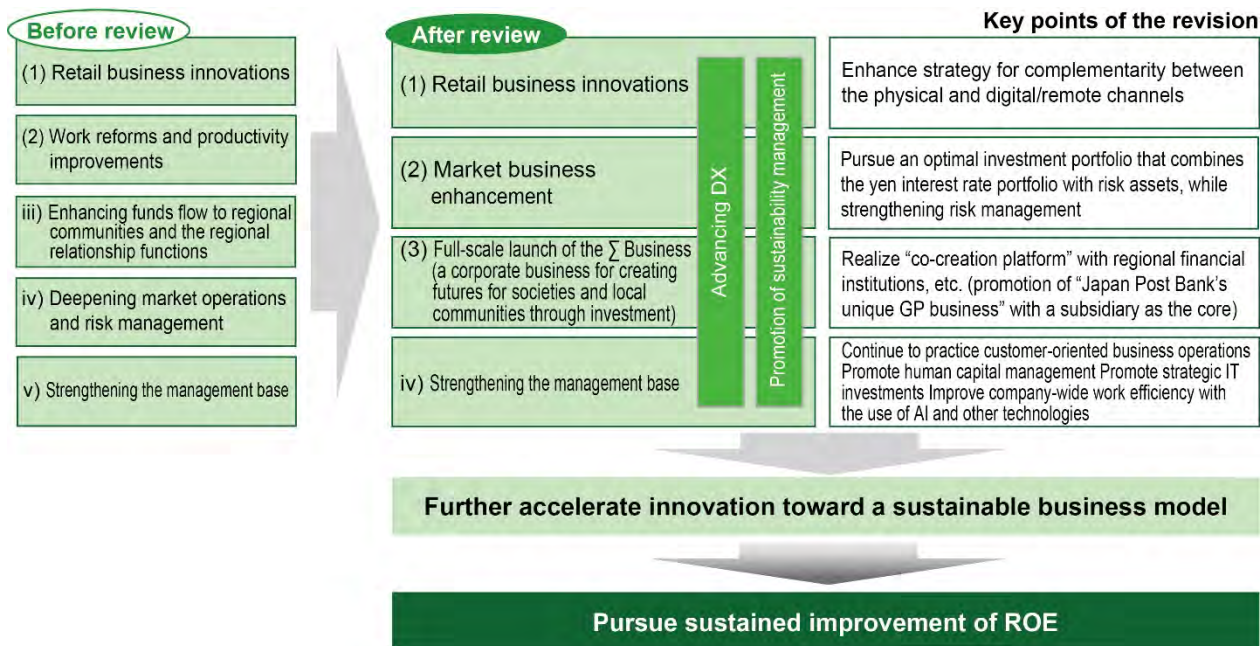 Before review
(1) Retail business innovations
(2) Work reforms and productivity
improvements
iii) Enhancing funds flow to regional
communities and the regional
relationship functions
iv) Deepening market operations
and risk management
v) Strengthening the management base
After review
(1) Retail business innovations
(2) Market business
enhancement
(3) Full-scale launch of the ∑ Business
(a corporate business for creating
futures for societies and local
communities through investment)
iv) Strengthening the management base
Advancing DX
Promotion of sustainability management
Key points of the revision
Enhance strategy for complementarity between
the physical and digital/remote channels
Pursue an optimal investment portfolio that combines
the yen interest rate portfolio with risk assets, while
strengthening risk management
Realize “co-creation platform” with regional financial
institutions, etc. (promotion of “Japan Post Bank’s
unique GP business” with a subsidiary as the core)
Continue to practice customer-oriented business operations
Promote human capital management Promote strategic IT
investments Improve company-wide work efficiency with
the use of AI and other technologies
Further accelerate innovation toward a sustainable business model
Pursue sustained improvement of ROE